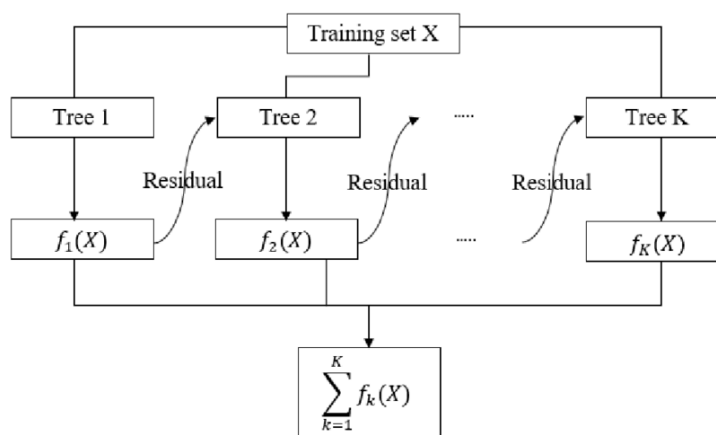 Training set X
Tree 1
Tree 2
.....
Tree K
Residual
Residual
Residual
f₁(X)
f₂(X)
.....
f_K(X)
K
∑ f_k(X)
k=1